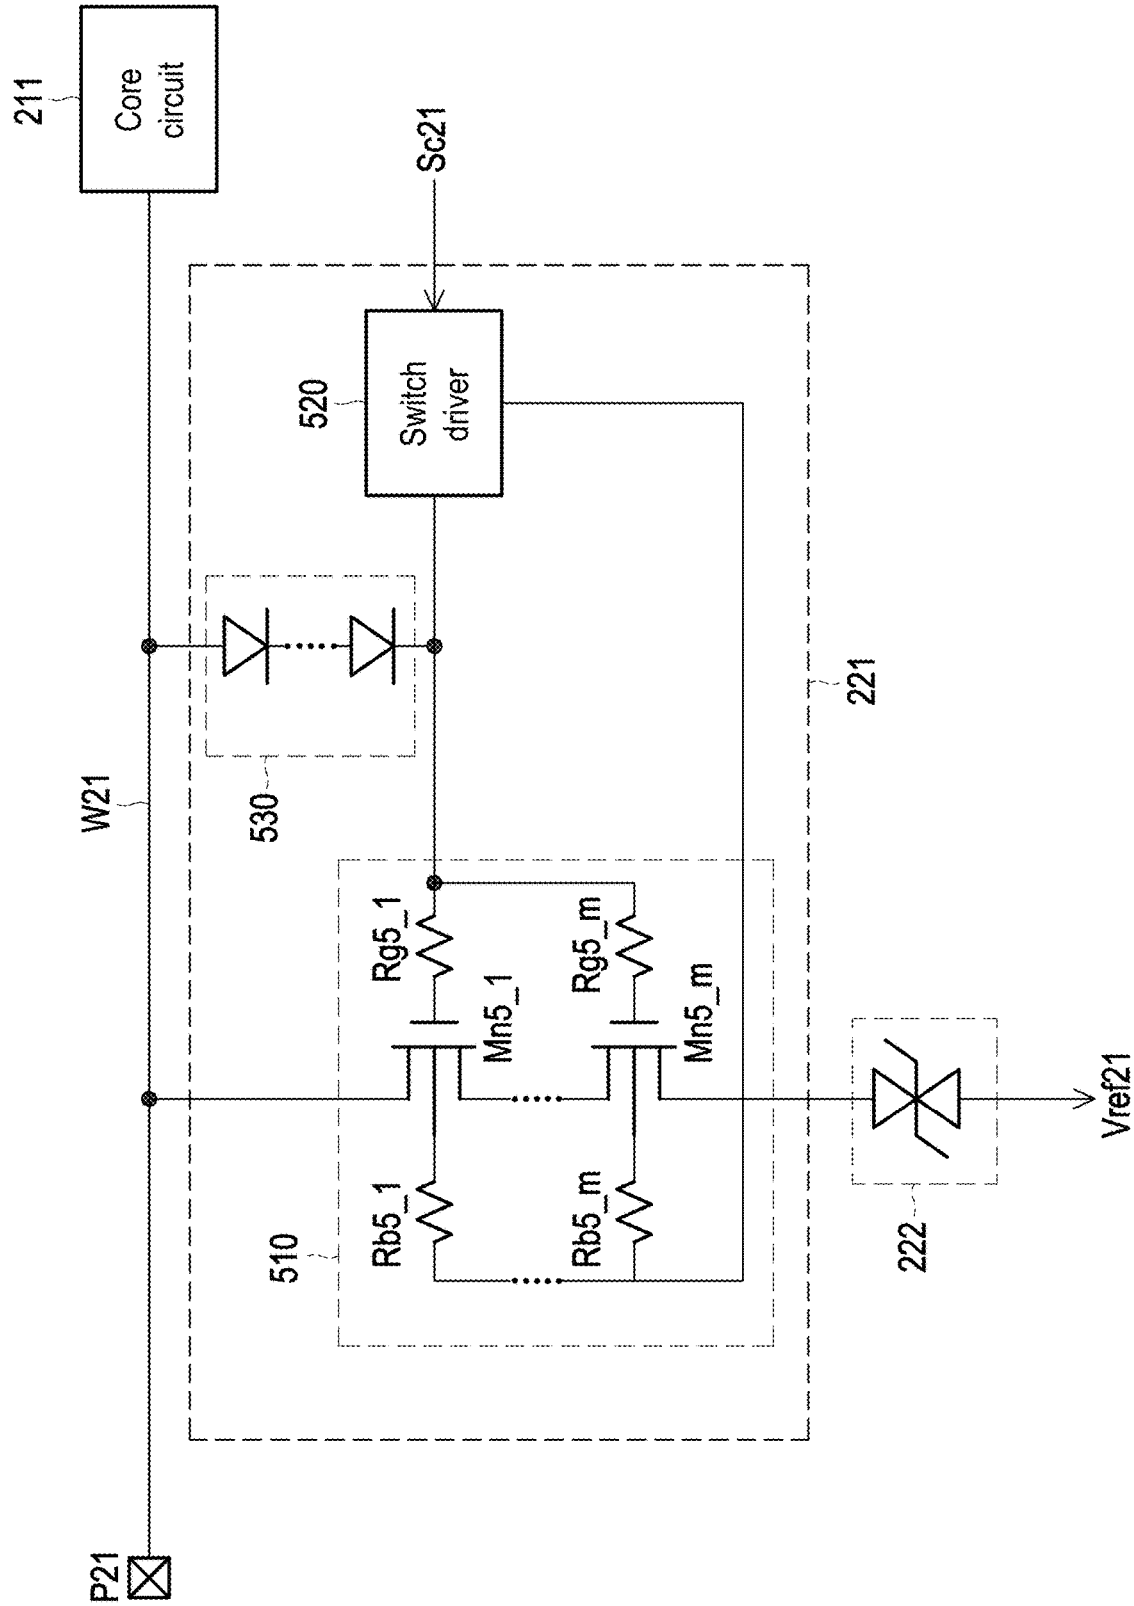 P21
W21
211
Core
circuit
530
520
Switch
driver
Sc21
510
Rg5_1
Mn5_1
Rb5_1
Rg5_m
Mn5_m
Rb5_m
221
222
Vref21